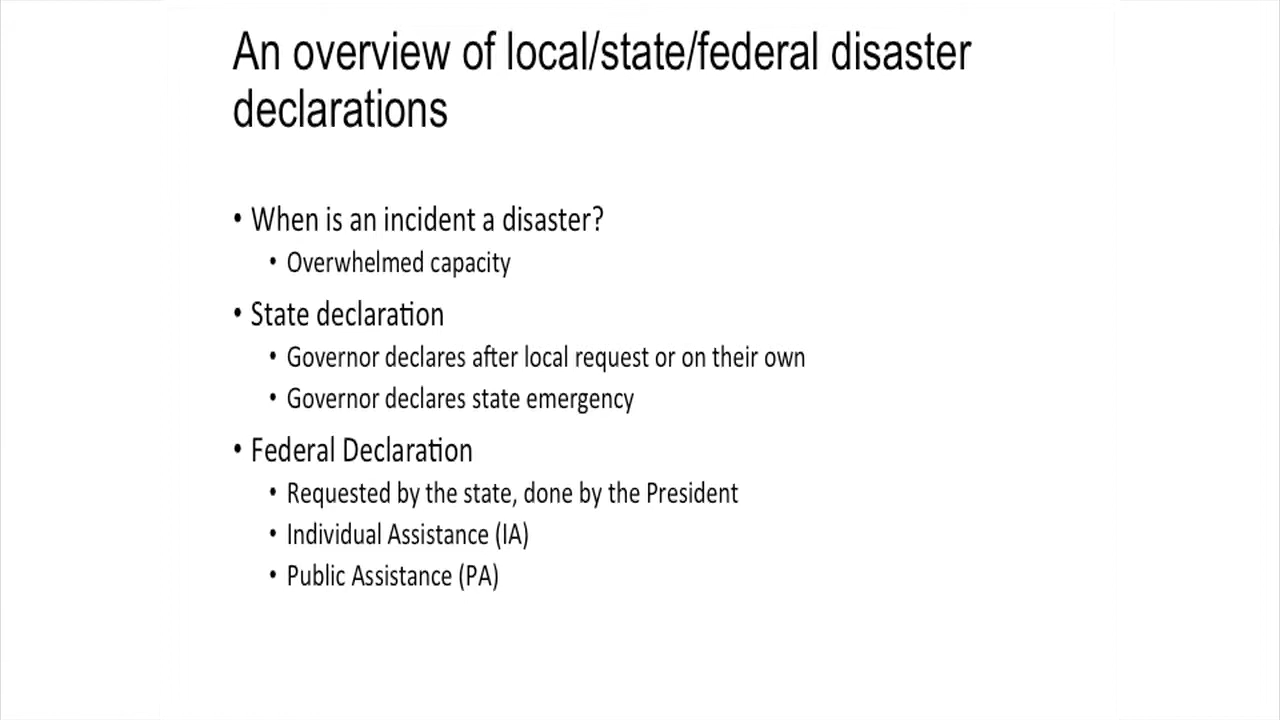 An overview of local/state/federal disaster
declarations
• When is an incident a disaster?
• Overwhelmed capacity
• State declaration
• Governor declares after local request or on their own
• Governor declares state emergency
• Federal Declaration
• Requested by the state, done by the President
• Individual Assistance (IA)
• Public Assistance (PA)